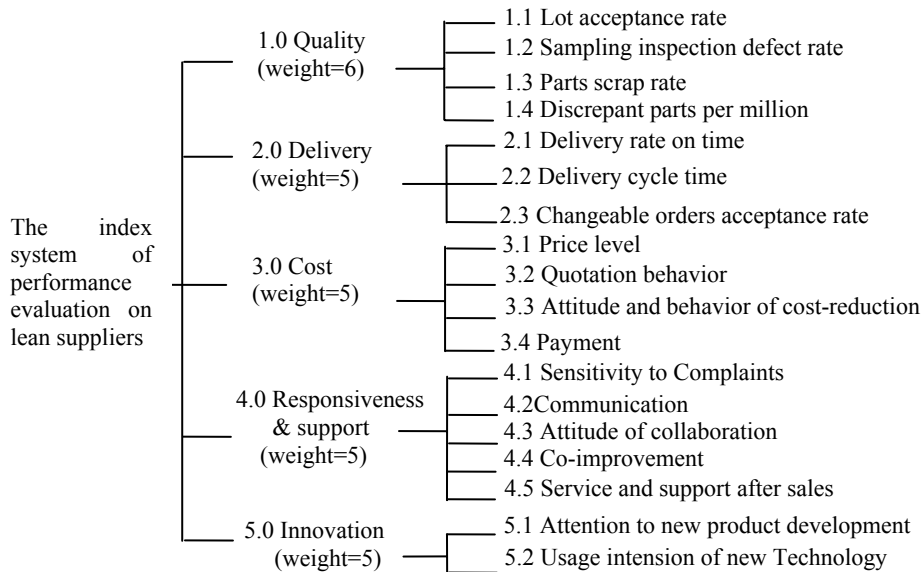 The index
system of
performance
evaluation on
lean suppliers
1.0 Quality
(weight=6)
1.1 Lot acceptance rate
1.2 Sampling inspection defect rate
1.3 Parts scrap rate
1.4 Discrepant parts per million
2.0 Delivery
(weight=5)
2.1 Delivery rate on time
2.2 Delivery cycle time
2.3 Changeable orders acceptance rate
3.0 Cost
(weight=5)
3.1 Price level
3.2 Quotation behavior
3.3 Attitude and behavior of cost-reduction
3.4 Payment
4.0 Responsiveness
& support
(weight=5)
4.1 Sensitivity to Complaints
4.2Communication
4.3 Attitude of collaboration
4.4 Co-improvement
4.5 Service and support after sales
5.0 Innovation
(weight=5)
5.1 Attention to new product development
5.2 Usage intension of new Technology